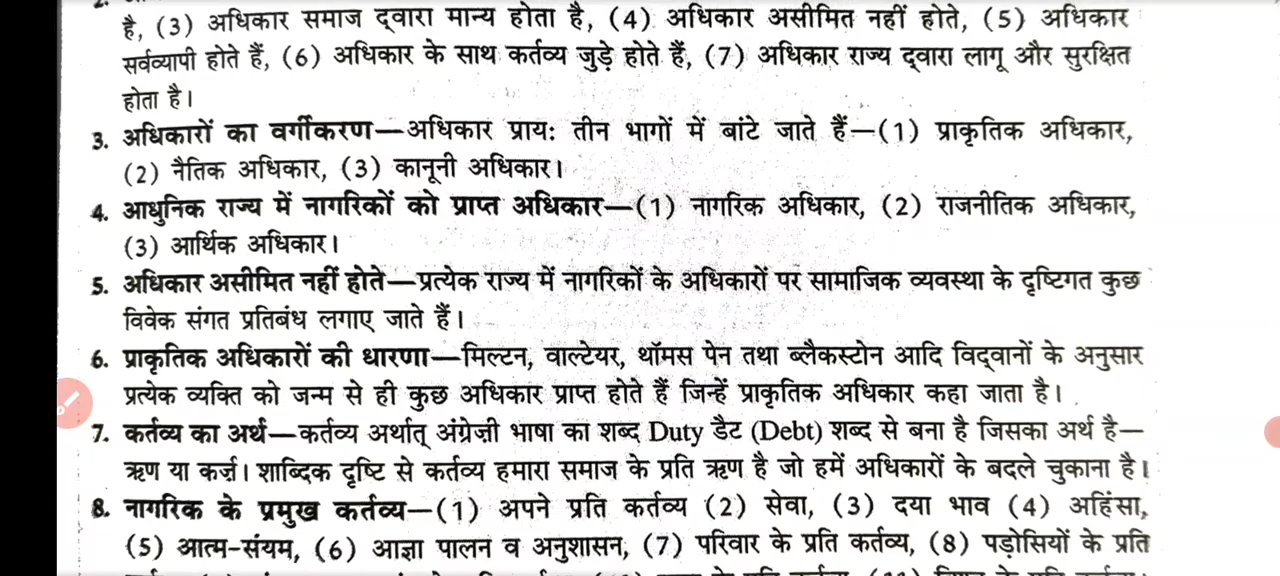 है, (3) अधिकार समाज द्वारा मान्य होता है, (4) अधिकार असीमित नहीं होते, (5) अधिकार
सर्वव्यापी होते हैं, (6) अधिकार के साथ कर्तव्य जुड़े होते हैं, (7) अधिकार राज्य द्वारा लागू और सुरक्षित
होता है।
3. अधिकारों का वर्गीकरण—अधिकार प्रायः तीन भागों में बांटे जाते हैं—(1) प्राकृतिक अधिकार,
(2) नैतिक अधिकार, (3) कानूनी अधिकार।
4. आधुनिक राज्य में नागरिकों को प्राप्त अधिकार—(1) नागरिक अधिकार, (2) राजनीतिक अधिकार,
(3) आर्थिक अधिकार।
5. अधिकार असीमित नहीं होते—प्रत्येक राज्य में नागरिकों के अधिकारों पर सामाजिक व्यवस्था के दृष्टिगत कुछ
विवेक संगत प्रतिबंध लगाए जाते हैं।
6. प्राकृतिक अधिकारों की धारणा—मिल्टन, वाल्टेयर, थॉमस पेन तथा ब्लैकस्टोन आदि विद्वानों के अनुसार
प्रत्येक व्यक्ति को जन्म से ही कुछ अधिकार प्राप्त होते हैं जिन्हें प्राकृतिक अधिकार कहा जाता है।
7. कर्तव्य का अर्थ—कर्तव्य अर्थात् अंग्रेज़ी भाषा का शब्द Duty डैट (Debt) शब्द से बना है जिसका अर्थ है—
ऋण या कर्ज़। शाब्दिक दृष्टि से कर्तव्य हमारा समाज के प्रति ऋण है जो हमें अधिकारों के बदले चुकाना है।
8. नागरिक के प्रमुख कर्तव्य—(1) अपने प्रति कर्तव्य (2) सेवा, (3) दया भाव (4) अहिंसा,
(5) आत्म-संयम, (6) आज्ञा पालन व अनुशासन, (7) परिवार के प्रति कर्तव्य, (8) पड़ोसियों के प्रति